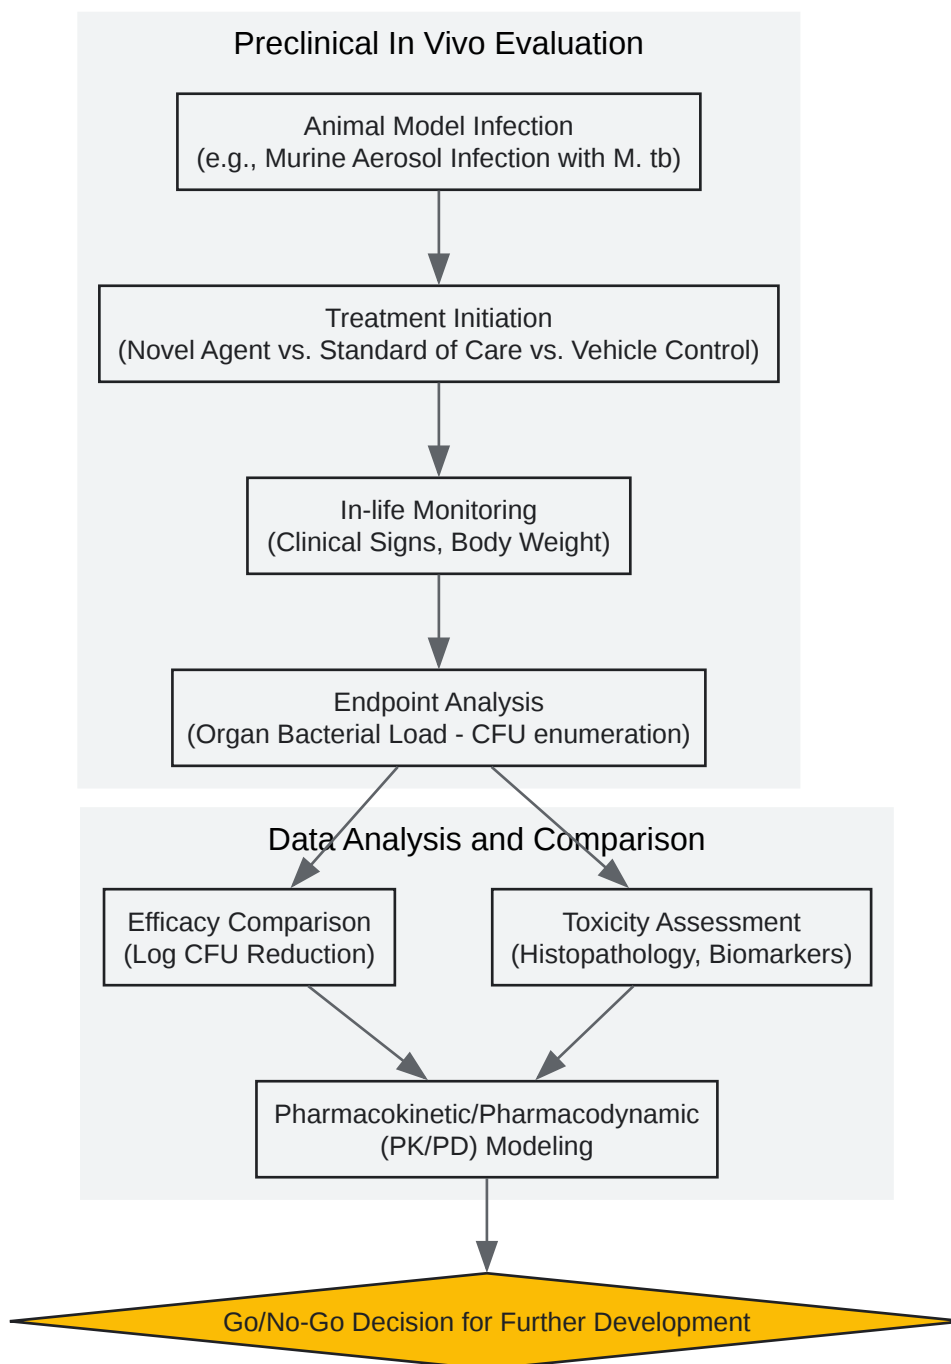 Preclinical In Vivo Evaluation
Animal Model Infection
(e.g., Murine Aerosol Infection with M. tb)
Treatment Initiation
(Novel Agent vs. Standard of Care vs. Vehicle Control)
In-life Monitoring
(Clinical Signs, Body Weight)
Endpoint Analysis
(Organ Bacterial Load - CFU enumeration)
Data Analysis and Comparison
Efficacy Comparison
(Log CFU Reduction)
Toxicity Assessment
(Histopathology, Biomarkers)
Pharmacokinetic/Pharmacodynamic
(PK/PD) Modeling
Go/No-Go Decision for Further Development